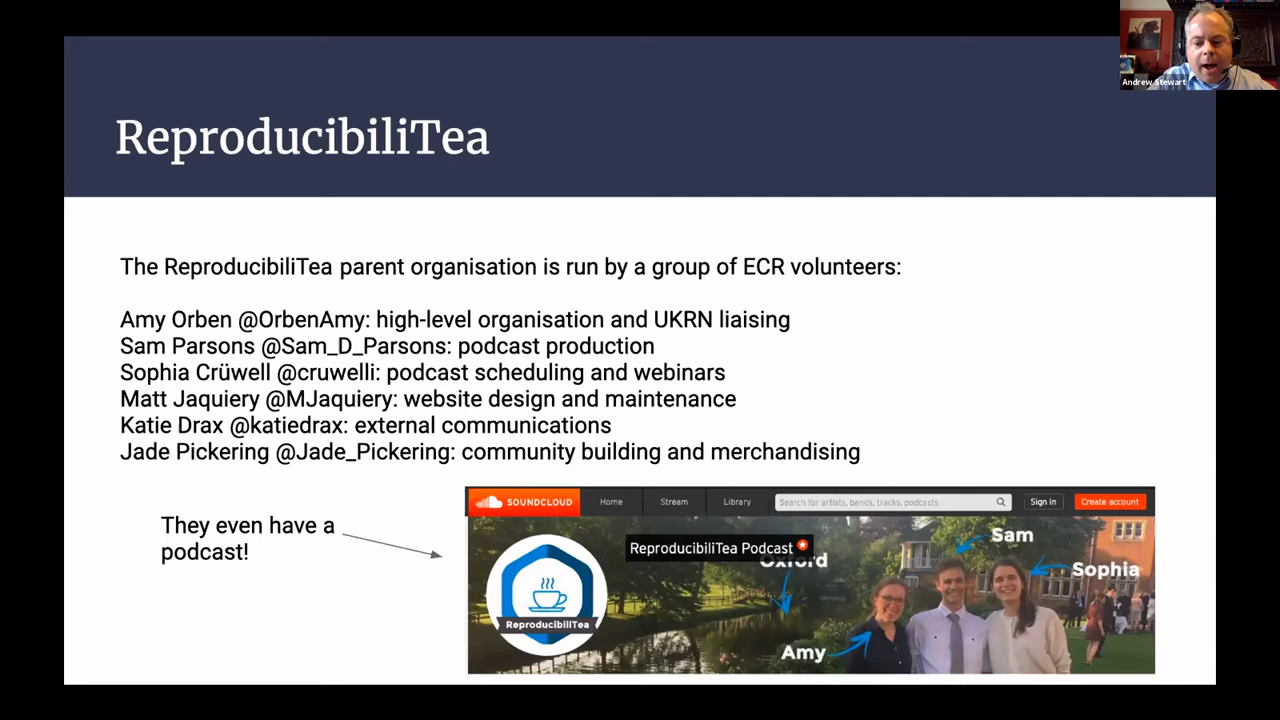 Andrew Stewart
ReproducibiliTea
The ReproducibiliTea parent organisation is run by a group of ECR volunteers:
Amy Orben @OrbenAmy: high-level organisation and UKRN liaising
Sam Parsons @Sam_D_Parsons: podcast production
Sophia Crüwell @cruwelli: podcast scheduling and webinars
Matt Jaquiery @MJaquiery: website design and maintenance
Katie Drax @katiedrax: external communications
Jade Pickering @Jade_Pickering: community building and merchandising
They even have a
podcast!
SOUNDCLOUD Home Stream Library Search for artists, bands, tracks, podcasts Sign in Create account
ReproducibiliTea Podcast
Oxford
Sam
Sophia
ReproducibiliTea
Amy